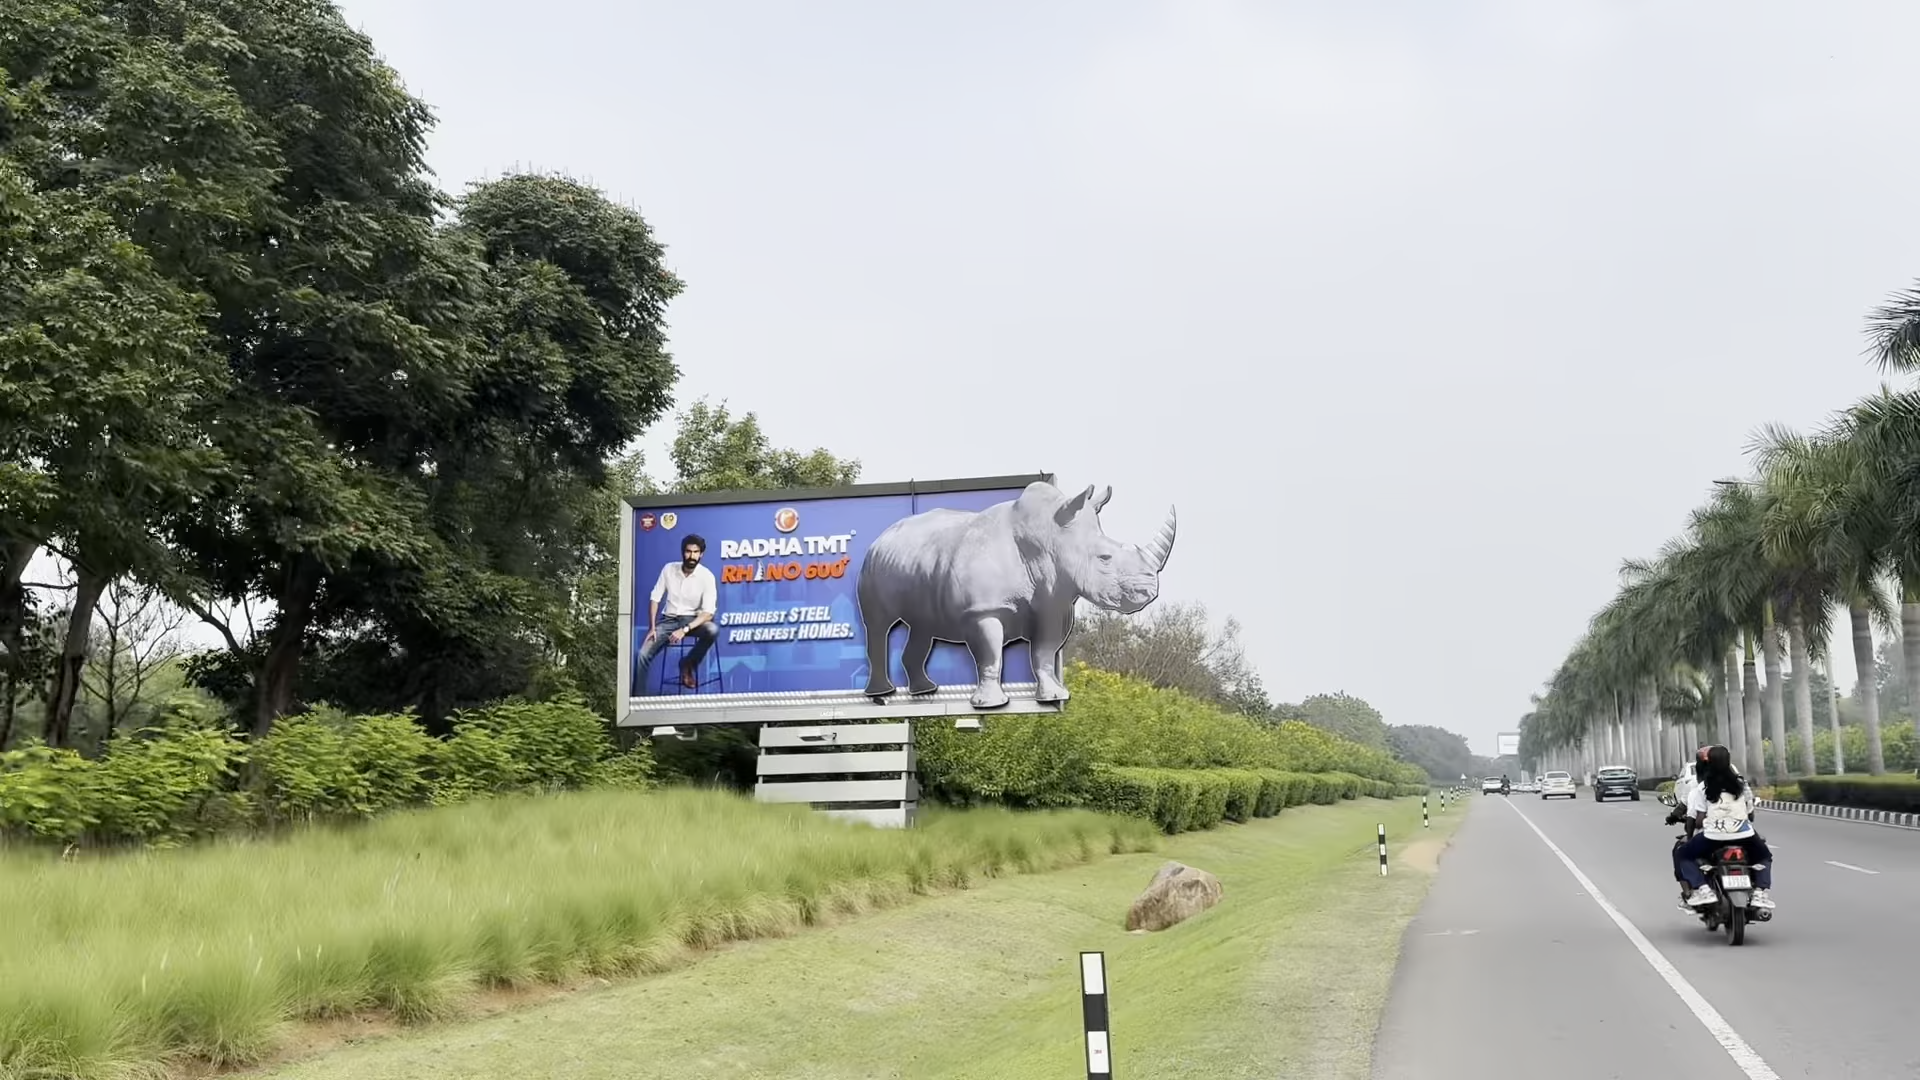 RADHA TMT
RHINO 600+
STRONGEST STEEL
FOR SAFEST HOMES.